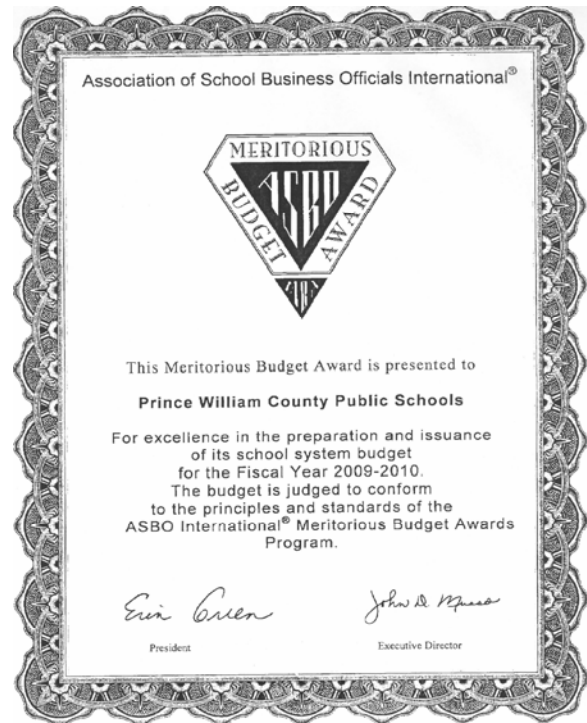 Association of School Business Officials International®
MERITORIOUS
BUDGET
AWARD
ASBO
This Meritorious Budget Award is presented to
Prince William County Public Schools
For excellence in the preparation and issuance
of its school system budget
for the Fiscal Year 2009-2010.
The budget is judged to conform
to the principles and standards of the
ASBO International® Meritorious Budget Awards
Program.
John D. Musso
President
Executive Director